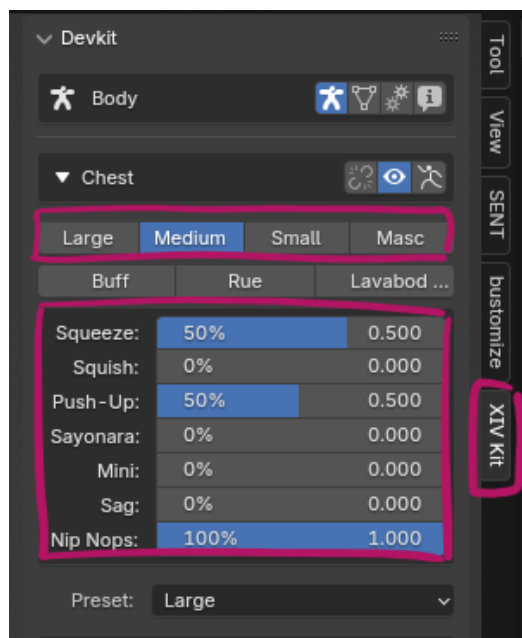 Devkit
Body
Chest
Large Medium Small Masc
Buff Rue Lavabod ...
Squeeze: 50% 0.500
Squish: 0% 0.000
Push-Up: 50% 0.500
Sayonara: 0% 0.000
Mini: 0% 0.000
Sag: 0% 0.000
Nip Nops: 100% 1.000
Preset: Large
Tool
View
SENT
bustomize
XIV Kit